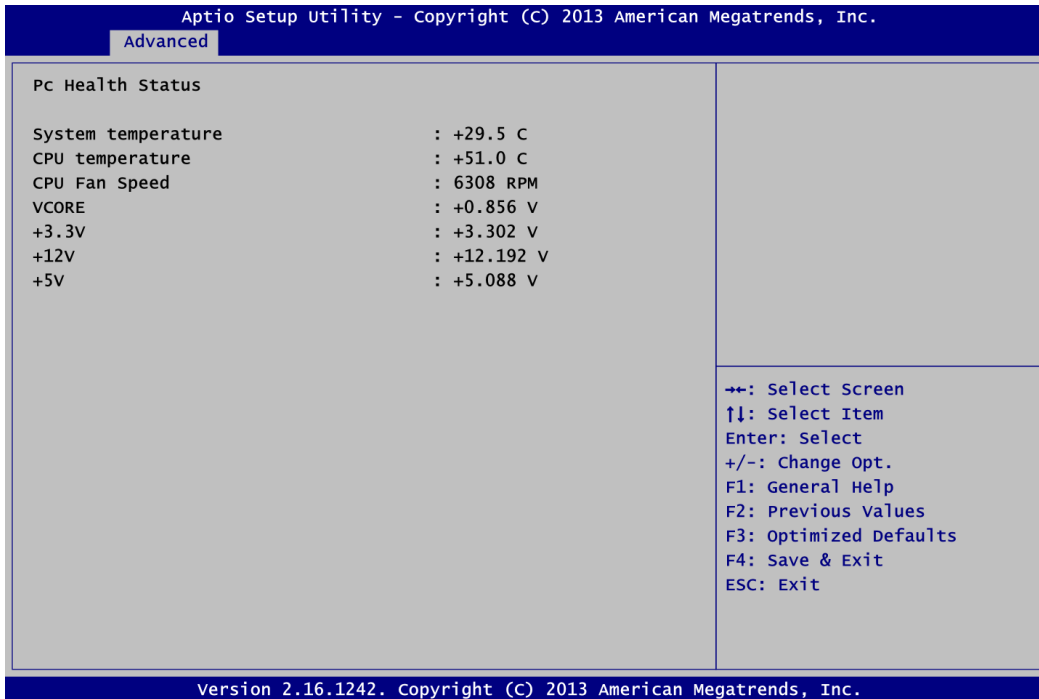 Aptio Setup Utility - Copyright (C) 2013 American Megatrends, Inc.
Advanced
Pc Health Status
System temperature : +29.5 C
CPU temperature : +51.0 C
CPU Fan Speed : 6308 RPM
VCORE : +0.856 V
+3.3V : +3.302 V
+12V : +12.192 V
+5V : +5.088 V
→←: Select Screen
↑↓: Select Item
Enter: Select
+/-: Change Opt.
F1: General Help
F2: Previous Values
F3: Optimized Defaults
F4: Save & Exit
ESC: Exit
Version 2.16.1242. Copyright (C) 2013 American Megatrends, Inc.